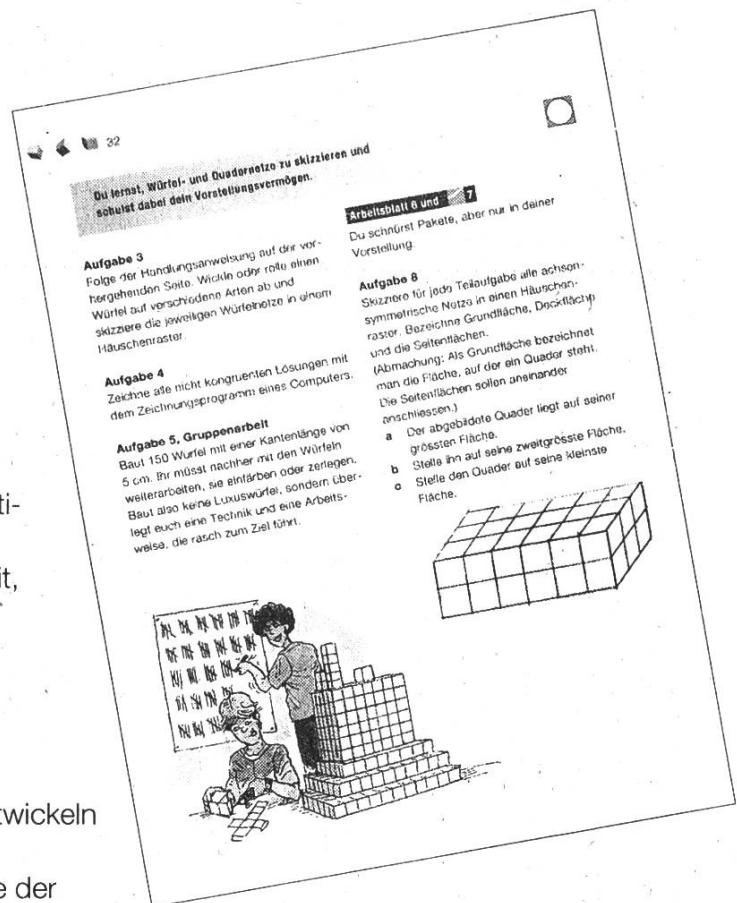 32
Du lernst, Würfel- und Quadernetze zu skizzieren und
schulst dabei dein Vorstellungsvermögen.
Aufgabe 3
Folge der Handlungsanweisung auf der vor-
hergehenden Seite. Wickle oder rolle einen
Würfel auf verschiedene Arten ab und
skizziere die jeweiligen Würfelnetze in einem
Häuschenraster.
Aufgabe 4
Zeichne alle nicht kongruenten Lösungen mit
dem Zeichnungsprogramm eines Computers.
Aufgabe 5, Gruppenarbeit
Baut 150 Würfel mit einer Kantenlänge von
5 cm. Ihr müsst nachher mit den Würfeln
weiterarbeiten, sie einfärben oder zerlegen.
Baut also keine Luxuswürfel, sondern über-
legt euch eine Technik und eine Arbeits-
weise, die rasch zum Ziel führt.
Arbeitsblatt 6 und 7
Du schnürst Pakete, aber nur in deiner
Vorstellung.
Aufgabe 8
Skizziere für jede Teilaufgabe alle achsen-
symmetrische Netze in einen Häuschen-
raster. Bezeichne Grundfläche, Deckfläche
und die Seitenflächen.
(Abmachung: Als Grundfläche bezeichnet
man die Fläche, auf der ein Quader steht.
Die Seitenflächen sollen aneinander
anschliessen.)
a Der abgebildete Quader liegt auf seiner
grössten Fläche.
b Stelle ihn auf seine zweitgrösste Fläche.
c Stelle den Quader auf seine kleinste
Fläche.
ti-
it,
twickeln
e der